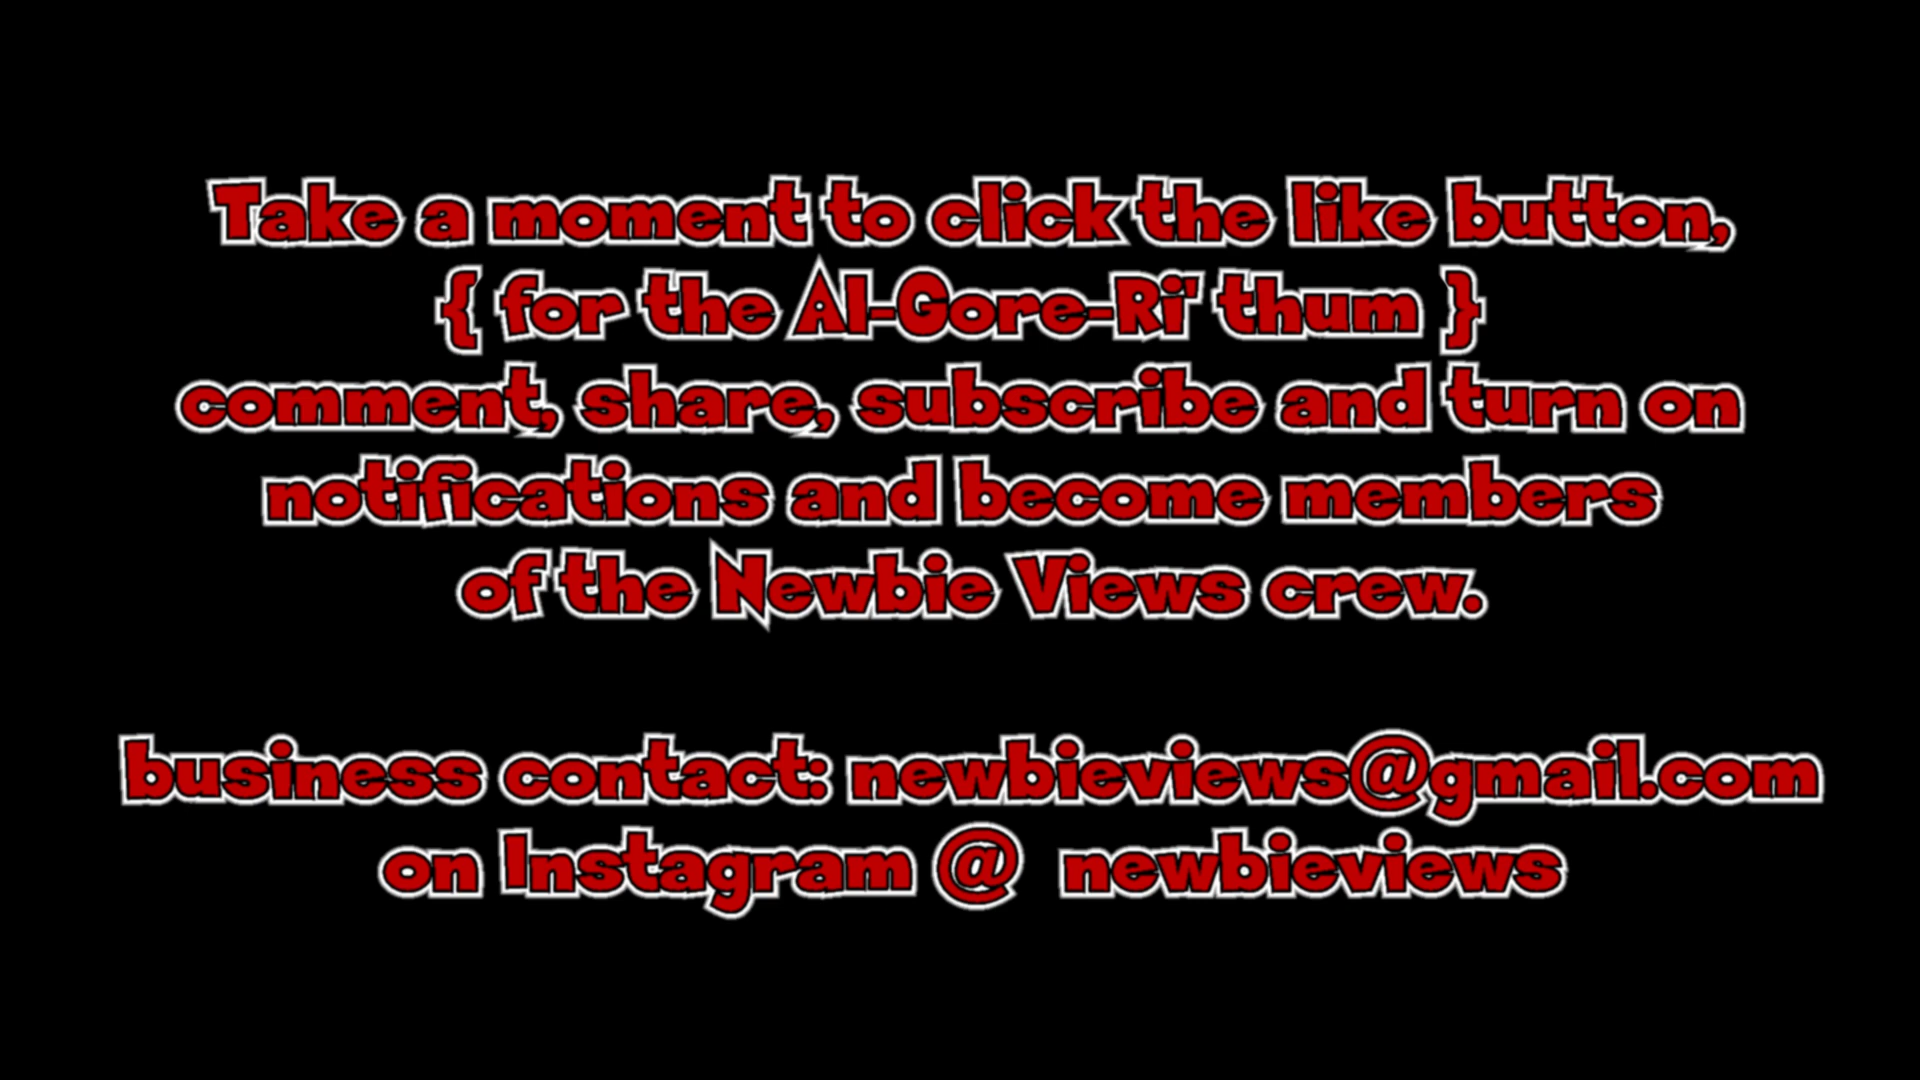 Take a moment to click the like button,
{ for the Al-Gore-Ri' thum }
comment, share, subscribe and turn on
notifications and become members
of the Newbie Views crew.
business contact: newbieviews@gmail.com
on Instagram @ newbieviews